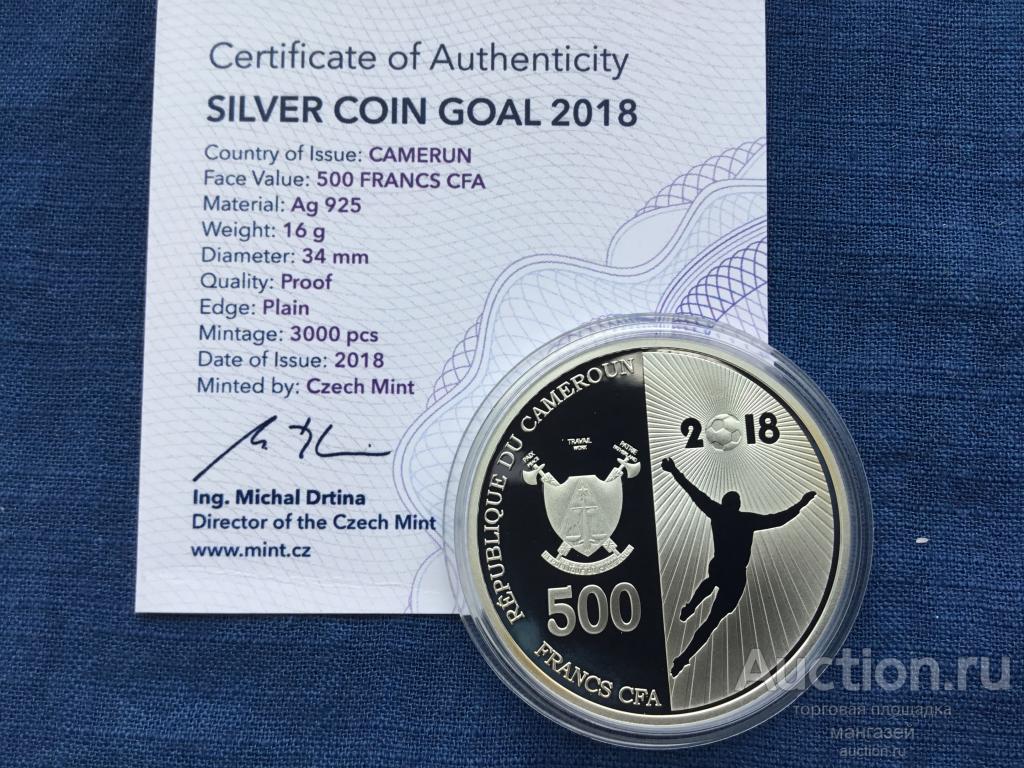 Certificate of Authenticity
SILVER COIN GOAL 2018
Country of Issue: CAMERUN
Face Value: 500 FRANCS CFA
Material: Ag 925
Weight: 16 g
Diameter: 34 mm
Quality: Proof
Edge: Plain
Mintage: 3000 pcs
Date of Issue: 2018
Minted by: Czech Mint
Ing. Michal Drtina
Director of the Czech Mint
www.mint.cz
RÉPUBLIQUE DU CAMEROUN
PAIX
TRAVAIL
WORK
PATRIE
500
FRANCS CFA
2018
Auction.ru
торговая площадка
мангазей
auction.ru